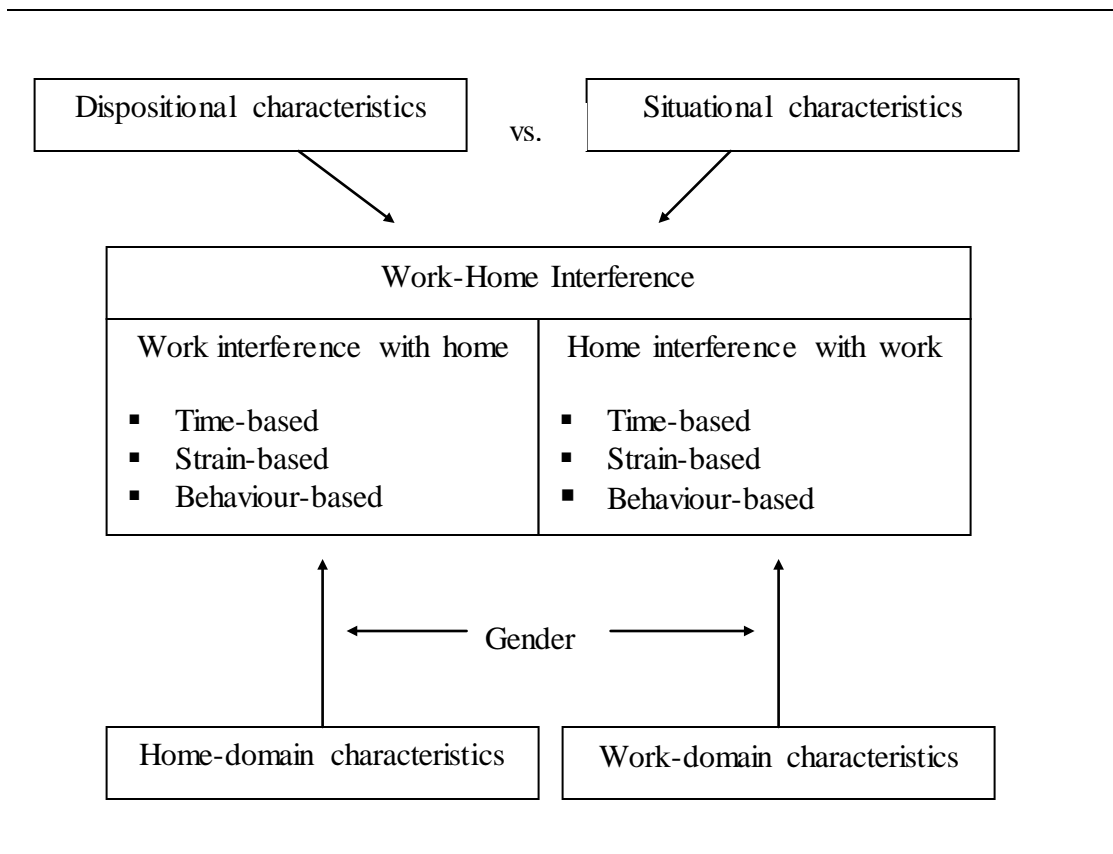 Dispositional characteristics
vs.
Situational characteristics
Work-Home Interference
Work interference with home
▪ Time-based
▪ Strain-based
▪ Behaviour-based
Home interference with work
▪ Time-based
▪ Strain-based
▪ Behaviour-based
Gender
Home-domain characteristics
Work-domain characteristics